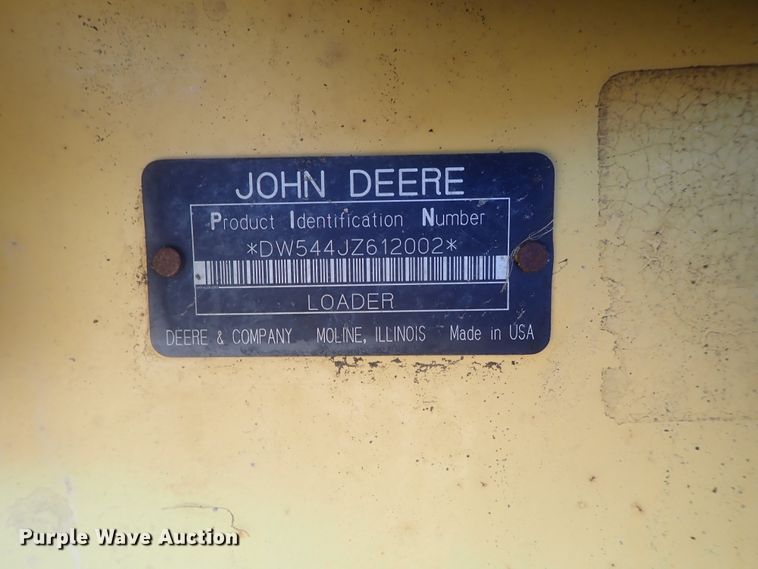 JOHN DEERE
Product Identification Number
*DW544JZ612002*
LOADER
DEERE & COMPANY MOLINE, ILLINOIS Made in USA
Purple Wave Auction